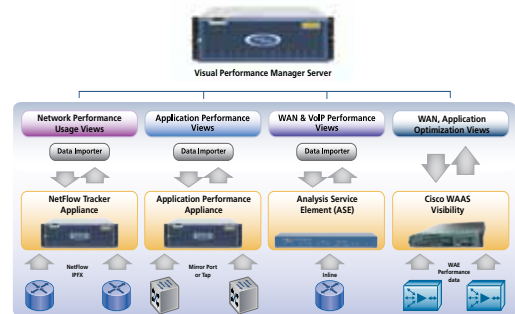 Visual Performance Manager Server
Network Performance
Usage Views
Application Performance
Views
WAN & VoIP Performance
Views
WAN, Application
Optimization Views
Data Importer
Data Importer
Data Importer
NetFlow Tracker
Appliance
Application Performance
Appliance
Analysis Service
Element (ASE)
Cisco WAAS
Visibility
NetFlow
IPFX
Mirror Port
or Tap
Inline
WAE
Performance
data